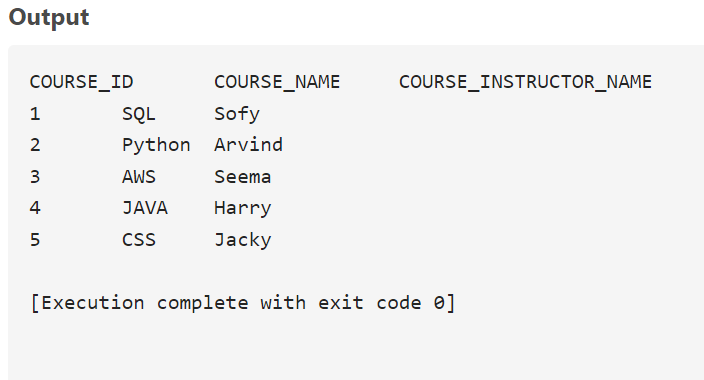 Output
COURSE_ID COURSE_NAME COURSE_INSTRUCTOR_NAME
1 SQL Sofy
2 Python Arvind
3 AWS Seema
4 JAVA Harry
5 CSS Jacky
[Execution complete with exit code 0]